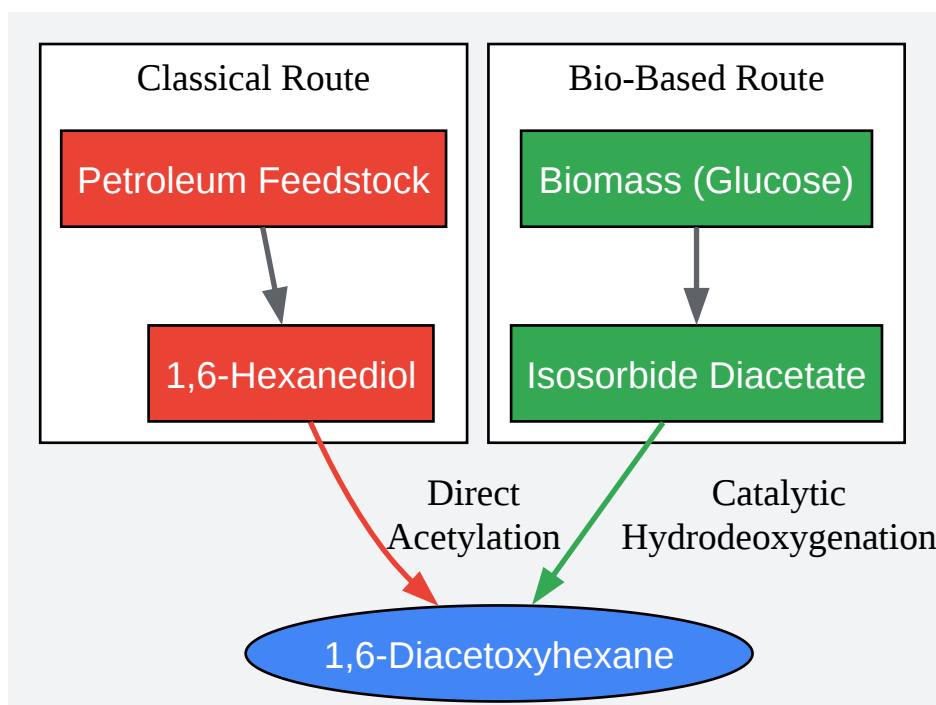 Classical Route
Petroleum Feedstock
1,6-Hexanediol
Bio-Based Route
Biomass (Glucose)
Isosorbide Diacetate
Direct
Acetylation
Catalytic
Hydrodeoxygenation
1,6-Diacetoxyhexane